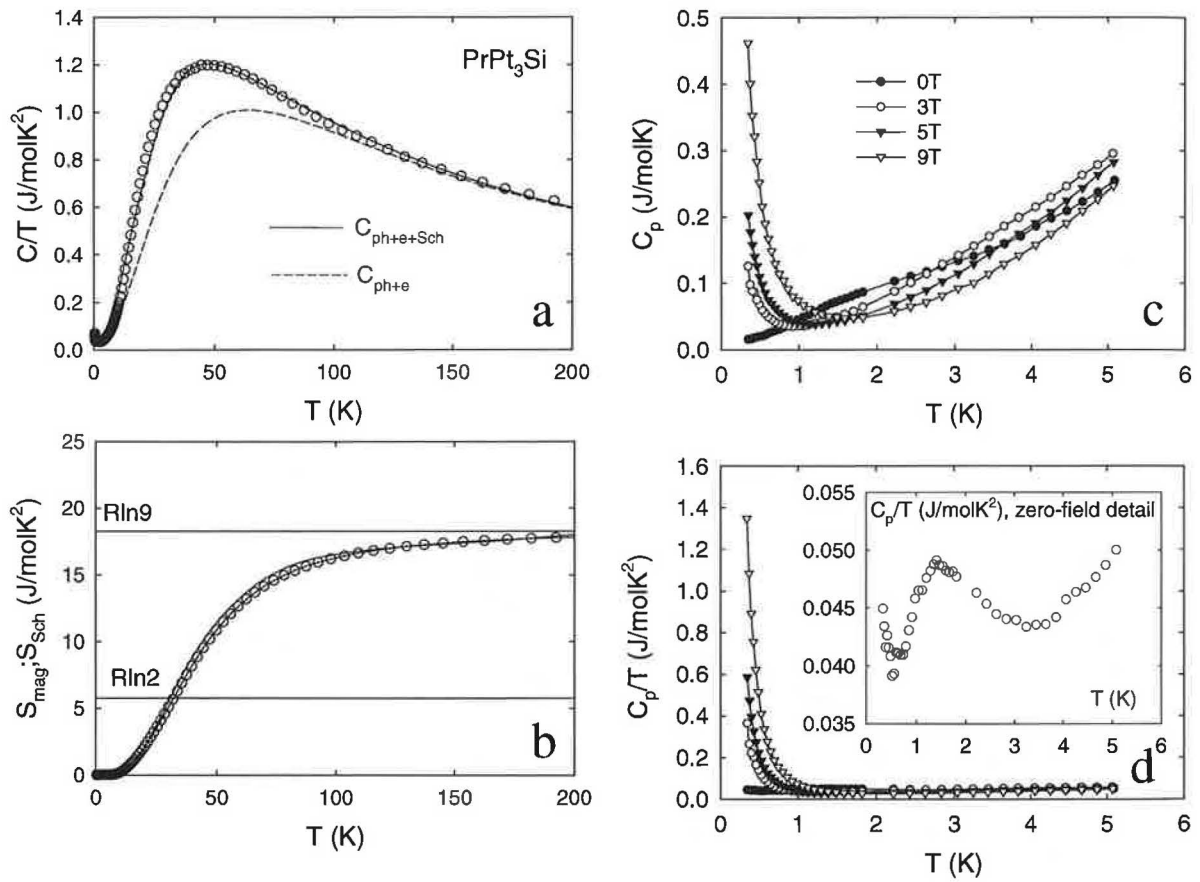 1.4
1.2
1.0
0.8
0.6
0.4
0.2
0.0
C/T (J/molK²)
PrPt₃Si
C_ph+e+Sch
C_ph+e
a
0 50 100 150 200
T (K)
0.5
0.4
0.3
0.2
0.1
0.0
C_p (J/molK)
0T
3T
5T
9T
c
0 1 2 3 4 5 6
T (K)
25
20
15
10
5
0
S_mag;S_Sch (J/molK²)
Rln9
Rln2
b
0 50 100 150 200
T (K)
1.6
1.4
1.2
1.0
0.8
0.6
0.4
0.2
0.0
C_p/T (J/molK²)
0.055
0.050
0.045
0.040
0.035
C_p/T (J/molK²), zero-field detail
T (K)
0 1 2 3 4 5 6
d
0 1 2 3 4 5 6
T (K)